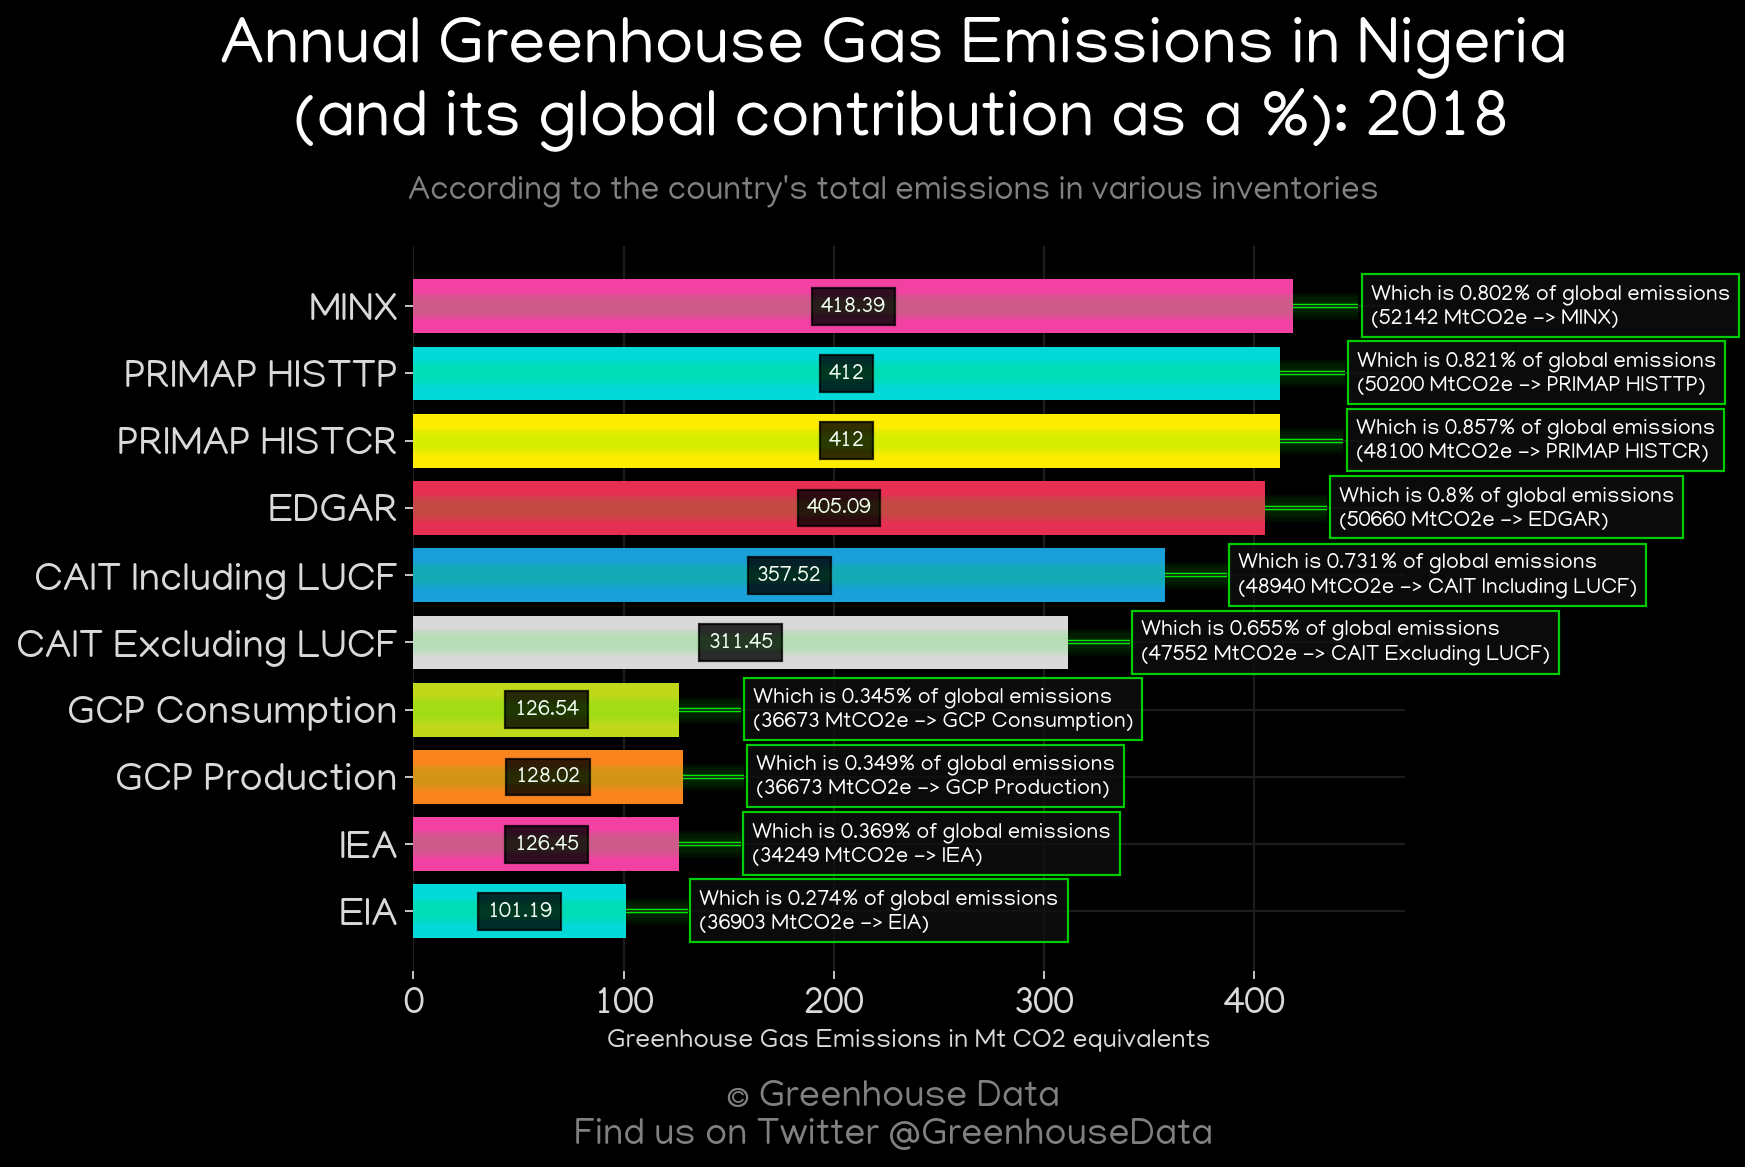 Annual Greenhouse Gas Emissions in Nigeria
(and its global contribution as a %): 2018
According to the country's total emissions in various inventories
MINX
418.39
Which is 0.802% of global emissions
(52142 MtCO2e -> MINX)
PRIMAP HISTTP
412
Which is 0.821% of global emissions
(50200 MtCO2e -> PRIMAP HISTTP)
PRIMAP HISTCR
412
Which is 0.857% of global emissions
(48100 MtCO2e -> PRIMAP HISTCR)
EDGAR
405.09
Which is 0.8% of global emissions
(50660 MtCO2e -> EDGAR)
CAIT Including LUCF
357.52
Which is 0.731% of global emissions
(48940 MtCO2e -> CAIT Including LUCF)
CAIT Excluding LUCF
311.45
Which is 0.655% of global emissions
(47552 MtCO2e -> CAIT Excluding LUCF)
GCP Consumption
126.54
Which is 0.345% of global emissions
(36673 MtCO2e -> GCP Consumption)
GCP Production
128.02
Which is 0.349% of global emissions
(36673 MtCO2e -> GCP Production)
IEA
126.45
Which is 0.369% of global emissions
(34249 MtCO2e -> IEA)
EIA
101.19
Which is 0.274% of global emissions
(36903 MtCO2e -> EIA)
0 100 200 300 400
Greenhouse Gas Emissions in Mt CO2 equivalents
© Greenhouse Data
Find us on Twitter @GreenhouseData